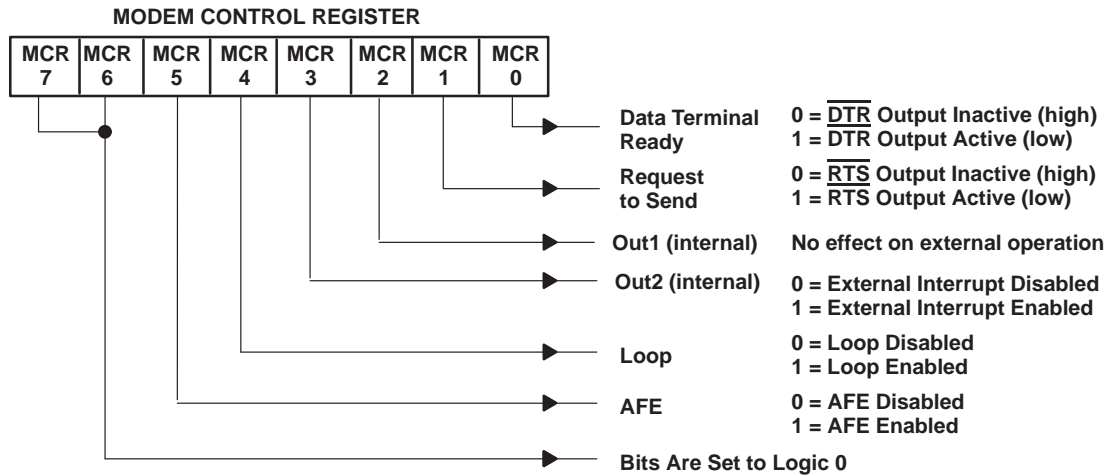 MODEM CONTROL REGISTER
MCR 7 MCR 6 MCR 5 MCR 4 MCR 3 MCR 2 MCR 1 MCR 0
Data Terminal Ready
0 = D̅T̅R̅ Output Inactive (high)
1 = D̅T̅R̅ Output Active (low)
Request to Send
0 = R̅T̅S̅ Output Inactive (high)
1 = R̅T̅S̅ Output Active (low)
Out1 (internal) No effect on external operation
Out2 (internal)
0 = External Interrupt Disabled
1 = External Interrupt Enabled
Loop
0 = Loop Disabled
1 = Loop Enabled
AFE
0 = AFE Disabled
1 = AFE Enabled
Bits Are Set to Logic 0